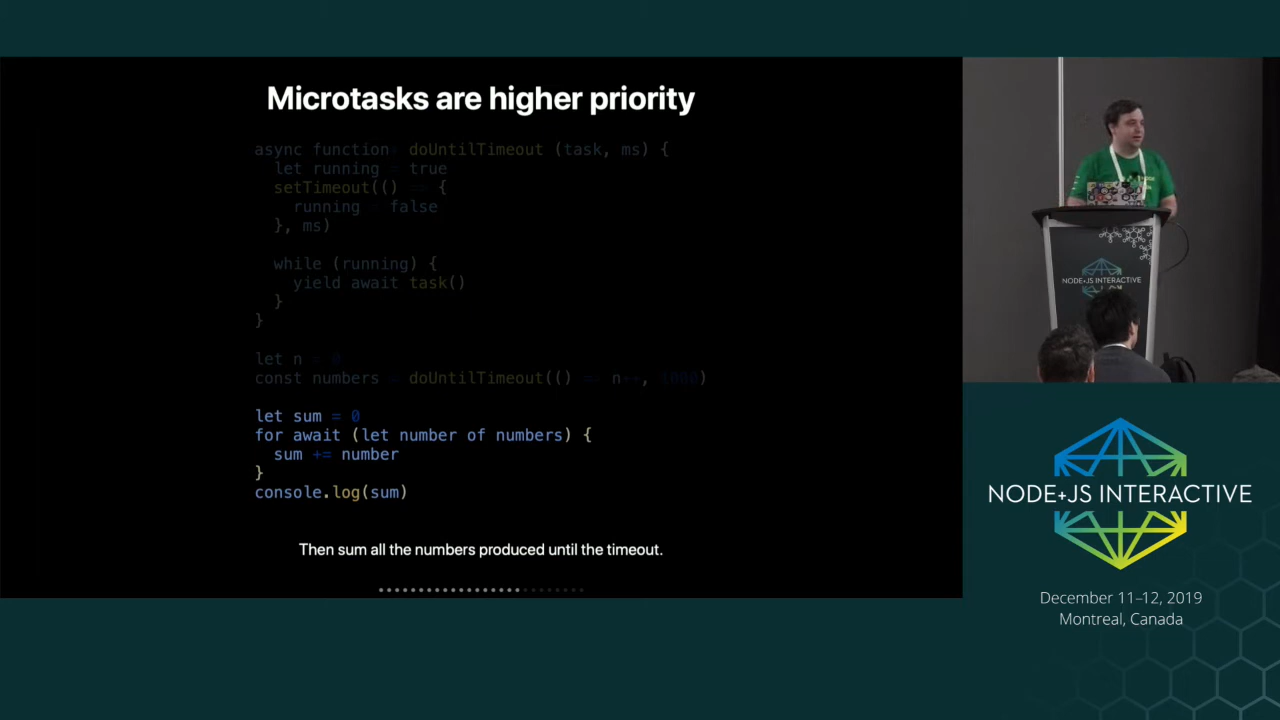 Microtasks are higher priority
async function doUntilTimeout (task, ms) {
let running = true
setTimeout(() => {
running = false
}, ms)
while (running) {
yield await task()
}
}
let n = 0
const numbers = doUntilTimeout(() => n++, 1000)
let sum = 0
for await (let number of numbers) {
sum += number
}
console.log(sum)
Then sum all the numbers produced until the timeout.
NODE+JS INTERACTIVE
NODE+JS INTERACTIVE
December 11–12, 2019
Montreal, Canada